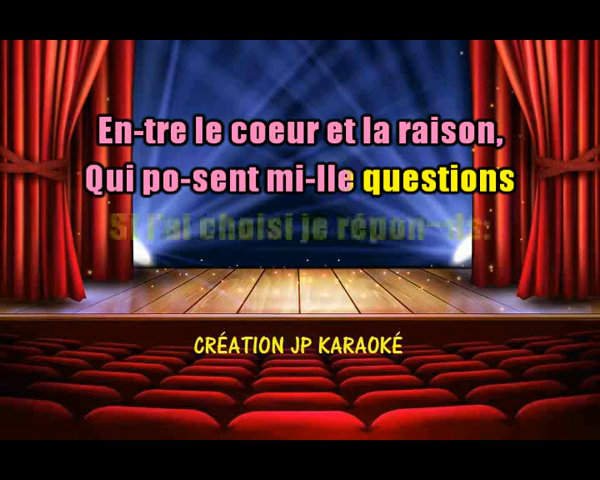 En-tre le coeur et la raison,
Qui po-sent mi-lle questions
Si j'ai choisi je répon-ds:
CRÉATION JP KARAOKÉ